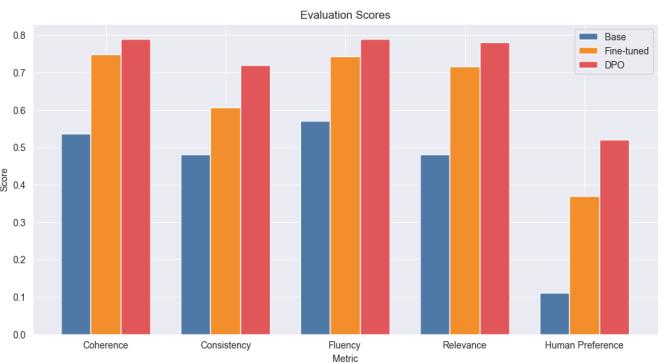 Evaluation Scores
Base
Fine-tuned
DPO
0.8
0.7
0.6
0.5
0.4
0.3
0.2
0.1
0.0
Score
Coherence
Consistency
Fluency
Relevance
Human Preference
Metric